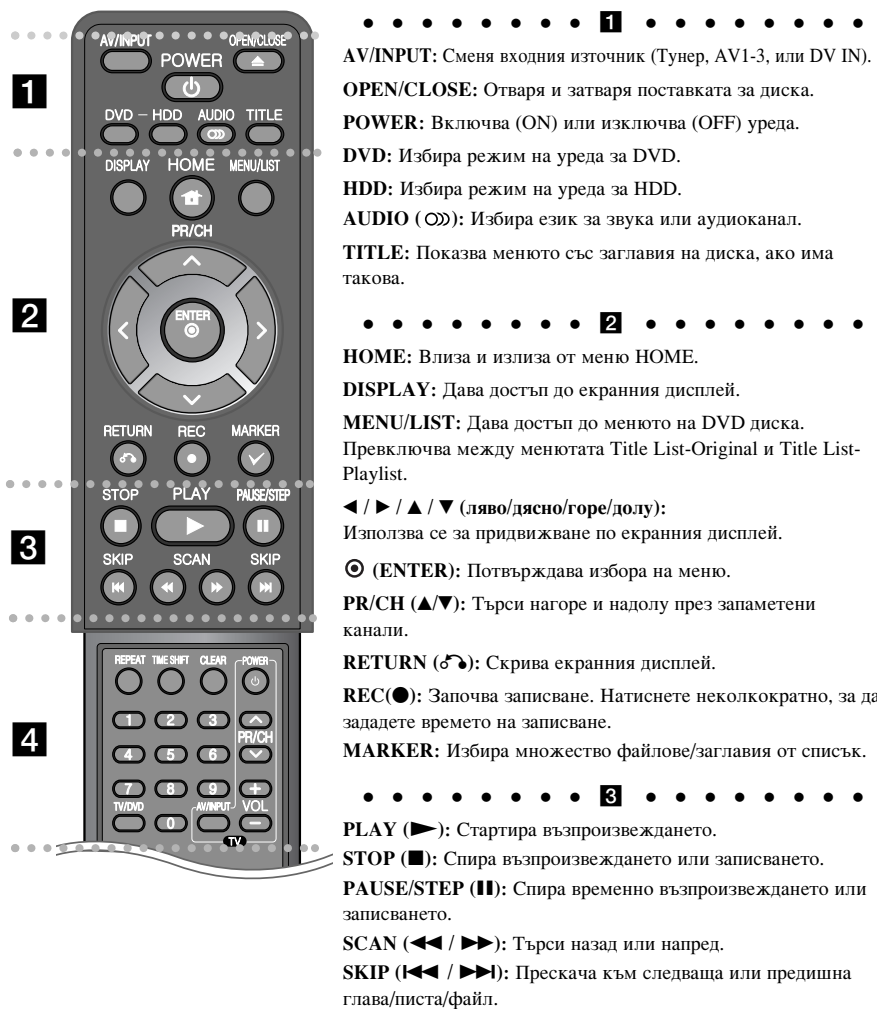 AV/INPUT
OPEN/CLOSE
POWER
1
DVD – HDD AUDIO TITLE
DISPLAY HOME MENU/LIST
PR/CH
2
ENTER
RETURN REC MARKER
STOP PLAY PAUSE/STEP
3
SKIP SCAN SKIP
REPEAT TIME SHIFT CLEAR POWER
1 2 3
PR/CH
4
4 5 6
7 8 9 +
TV/DVD AV/INPUT VOL
0 –
TV
1
AV/INPUT: Сменя входния източник (Тунер, AV1-3, или DV IN).
OPEN/CLOSE: Отваря и затваря поставката за диска.
POWER: Включва (ON) или изключва (OFF) уреда.
DVD: Избира режим на уреда за DVD.
HDD: Избира режим на уреда за HDD.
AUDIO ( ): Избира език за звука или аудиоканал.
TITLE: Показва менюто със заглавия на диска, ако има
такова.
2
HOME: Влиза и излиза от меню HOME.
DISPLAY: Дава достъп до екранния дисплей.
MENU/LIST: Дава достъп до менюто на DVD диска.
Превключва между менютата Title List-Original и Title List-
Playlist.
◄ / ► / ▲ / ▼ (ляво/дясно/горе/долу):
Използва се за придвижване по екранния дисплей.
◉ (ENTER): Потвърждава избора на меню.
PR/CH (▲/▼): Търси нагоре и надолу през запаметени
канали.
RETURN ( ): Скрива екранния дисплей.
REC(●): Започва записване. Натиснете неколкократно, за да
зададете времето на записване.
MARKER: Избира множество файлове/заглавия от списък.
3
PLAY (►): Стартира възпроизвеждането.
STOP (■): Спира възпроизвеждането или записването.
PAUSE/STEP (II): Спира временно възпроизвеждането или
записването.
SCAN (◄◄ / ►►): Търси назад или напред.
SKIP (I◄◄ / ►►I): Прескача към следваща или предишна
глава/писта/файл.